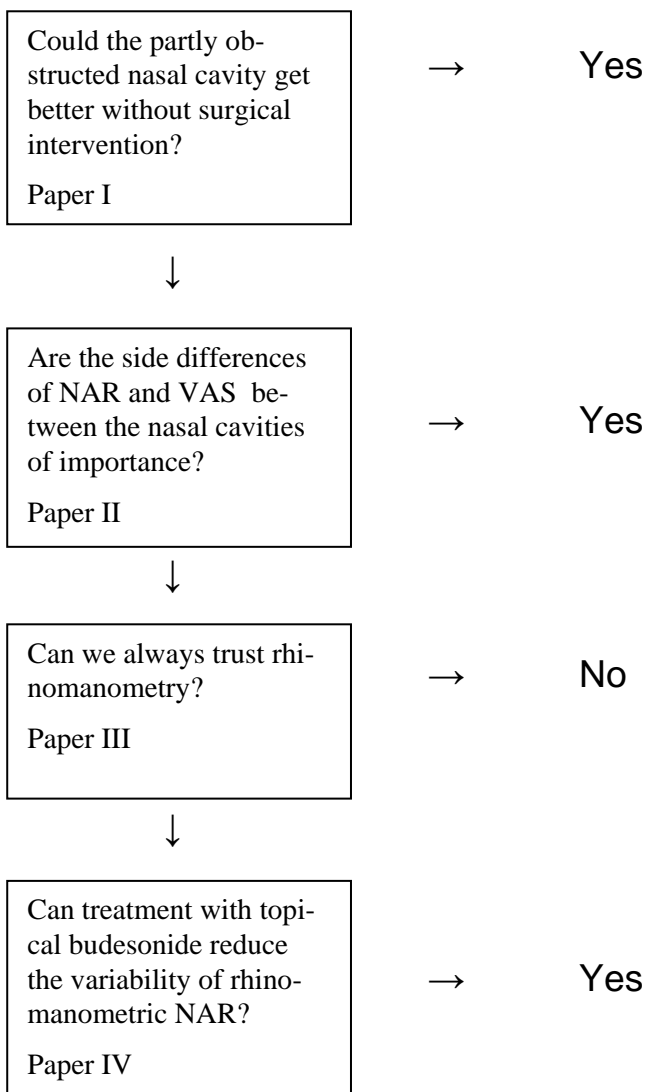 Could the partly ob-
structed nasal cavity get
better without surgical
intervention?
Paper I
→ Yes
↓
Are the side differences
of NAR and VAS be-
tween the nasal cavities
of importance?
Paper II
→ Yes
↓
Can we always trust rhi-
nomanometry?
Paper III
→ No
↓
Can treatment with topi-
cal budesonide reduce
the variability of rhino-
manometric NAR?
Paper IV
→ Yes